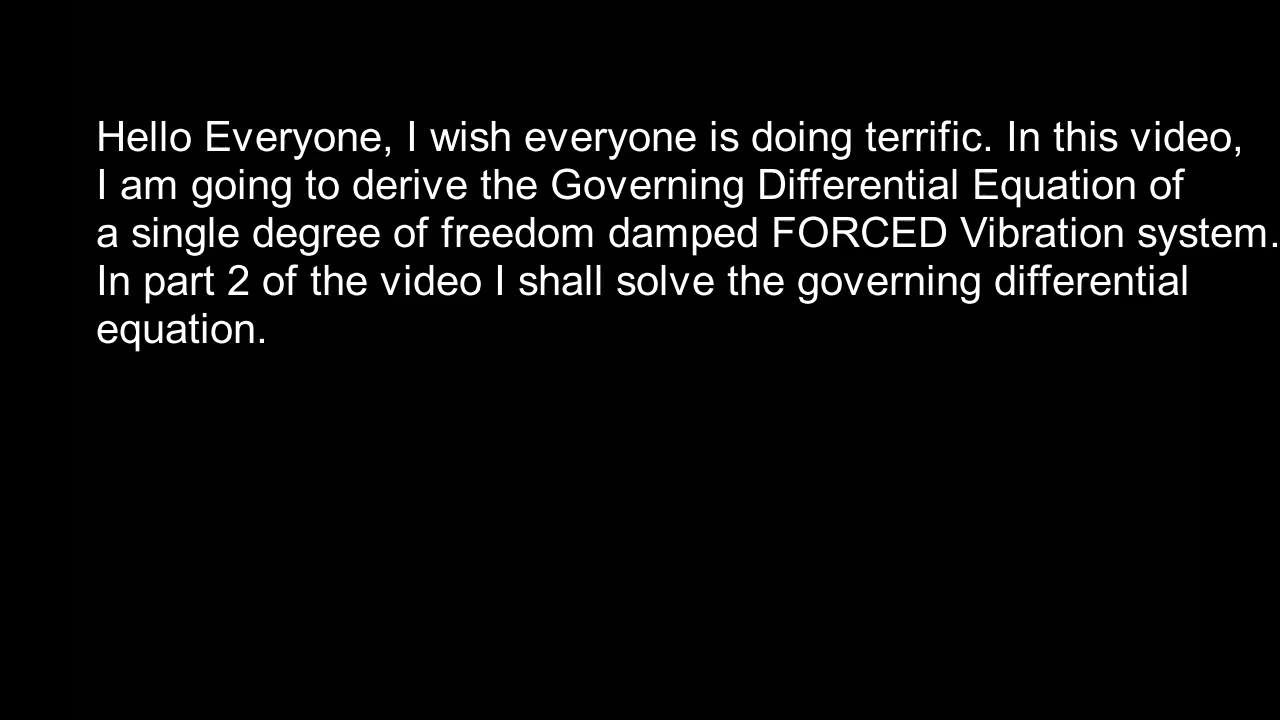 Hello Everyone, I wish everyone is doing terrific. In this video,
I am going to derive the Governing Differential Equation of
a single degree of freedom damped FORCED Vibration system.
In part 2 of the video I shall solve the governing differential
equation.